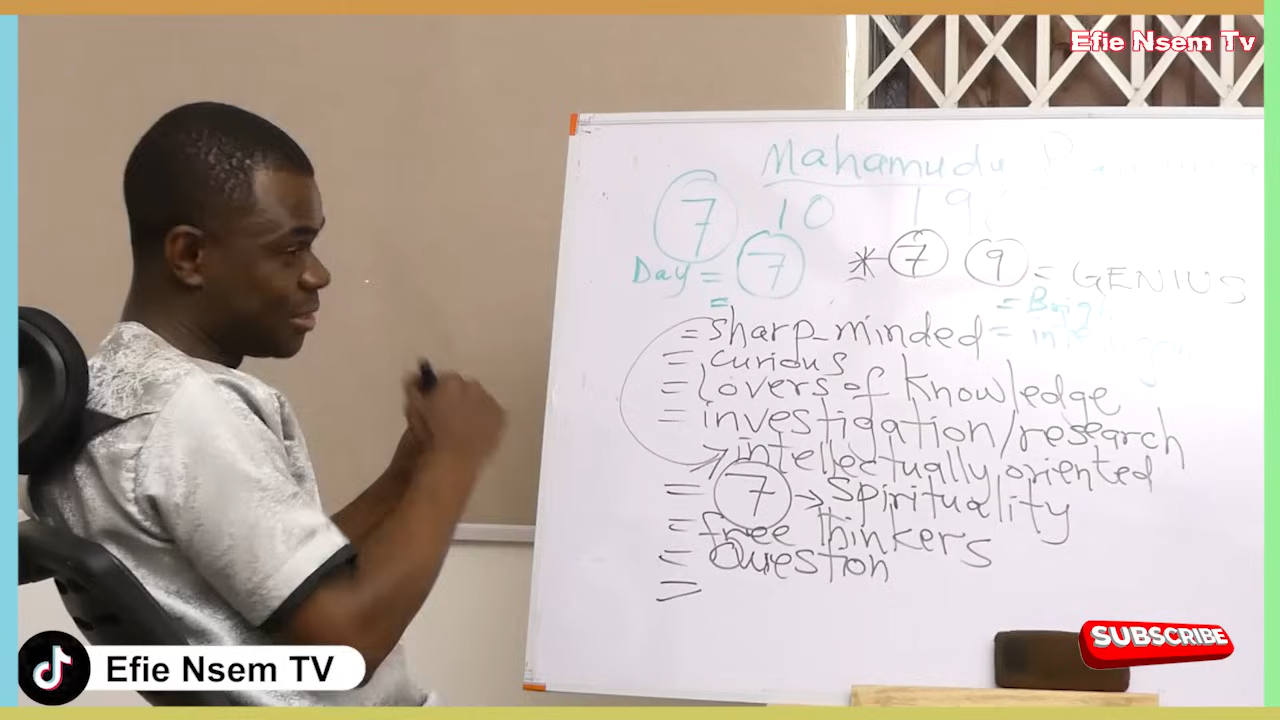 Efie Nsem Tv
Mahamudu
7 10 19
Day = 7 * 7 9 = GENIUS
=
= sharp-minded =
= curious
= Lovers of Knowledge
= investigation/research
→ intellectually oriented
= 7 → Spirituality
= free thinkers
= Question
=
SUBSCRIBE
Efie Nsem TV